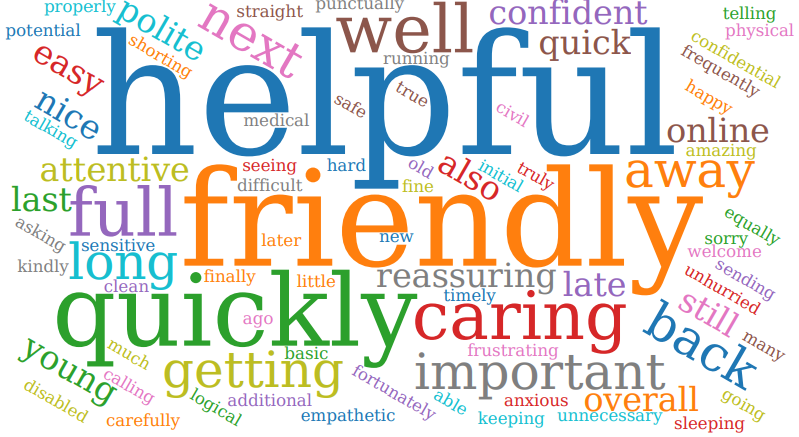 properly
polite
next
straight
punctually
well
confident
telling
physical
potential
easy
shorting
helpful
running
quick
confidential
frequently
happy
nice
talking
medical
safe
true
civil
online
amazing
attentive
seeing
hard
old
also
initial
truly
away
last
full
difficult
friendly
fine
equally
asking
sensitive
later
new
sorry
welcome
kindly
long
clean
finally
little
reassuring
late
sending
unhurried
quickly
ago
timely
caring
still
back
many
young
much
basic
frustrating
getting
important
calling
disabled
logical
additional
fortunately
able
anxious
overall
going
carefully
empathetic
keeping
unnecessary
sleeping